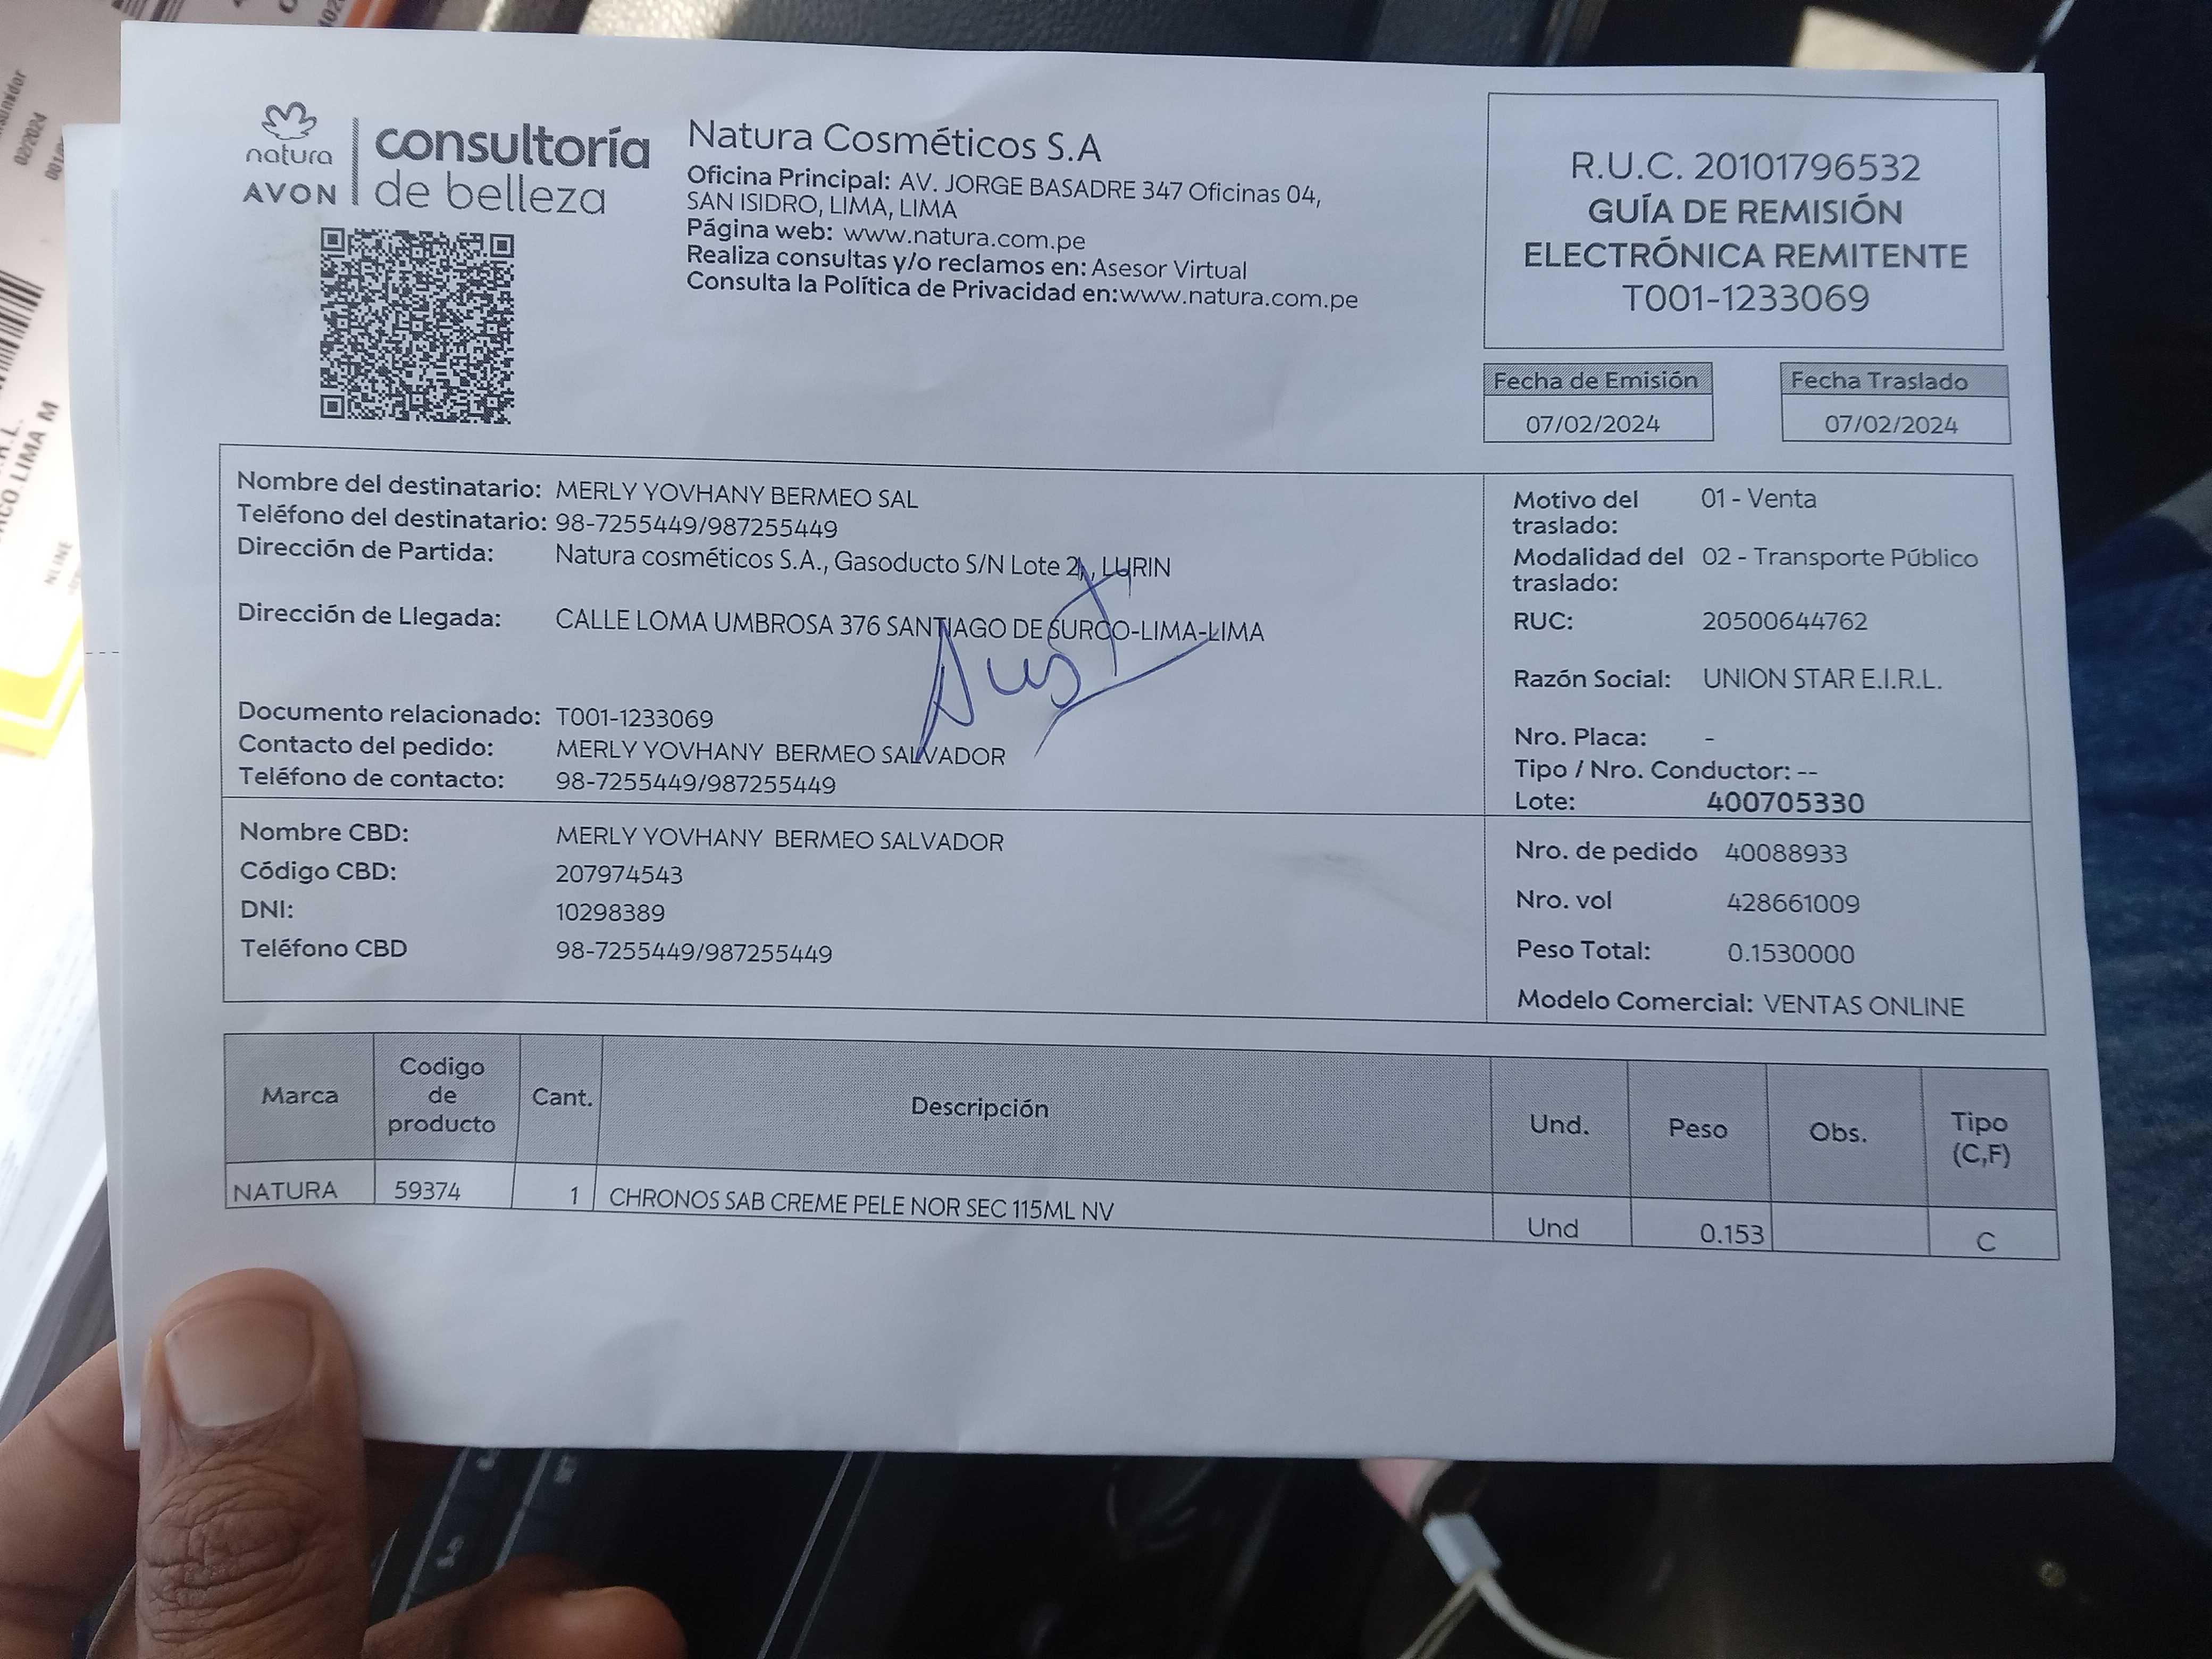 natura
AVON
consultoría
de belleza
Natura Cosméticos S.A
Oficina Principal: AV. JORGE BASADRE 347 Oficinas 04,
SAN ISIDRO, LIMA, LIMA
Página web: www.natura.com.pe
Realiza consultas y/o reclamos en: Asesor Virtual
Consulta la Política de Privacidad en:www.natura.com.pe
R.U.C. 20101796532
GUÍA DE REMISIÓN
ELECTRÓNICA REMITENTE
T001-1233069
Fecha de Emisión
07/02/2024
Fecha Traslado
07/02/2024
Nombre del destinatario: MERLY YOVHANY BERMEO SAL
Teléfono del destinatario: 98-7255449/987255449
Dirección de Partida: Natura cosméticos S.A., Gasoducto S/N Lote 2,, LURIN
Dirección de Llegada: CALLE LOMA UMBROSA 376 SANTIAGO DE SURCO-LIMA-LIMA
Documento relacionado: T001-1233069
Contacto del pedido: MERLY YOVHANY BERMEO SALVADOR
Teléfono de contacto: 98-7255449/987255449
Motivo del traslado: 01 - Venta
Modalidad del traslado: 02 - Transporte Público
RUC: 20500644762
Razón Social: UNION STAR E.I.R.L.
Nro. Placa: -
Tipo / Nro. Conductor: --
Lote: 400705330
Nombre CBD: MERLY YOVHANY BERMEO SALVADOR
Código CBD: 207974543
DNI: 10298389
Teléfono CBD 98-7255449/987255449
Nro. de pedido 40088933
Nro. vol 428661009
Peso Total: 0.1530000
Modelo Comercial: VENTAS ONLINE
Marca Codigo de producto Cant. Descripción Und. Peso Obs. Tipo (C,F)
NATURA 59374 1 CHRONOS SAB CREME PELE NOR SEC 115ML NV Und 0.153 C
02/2024
LIMA M